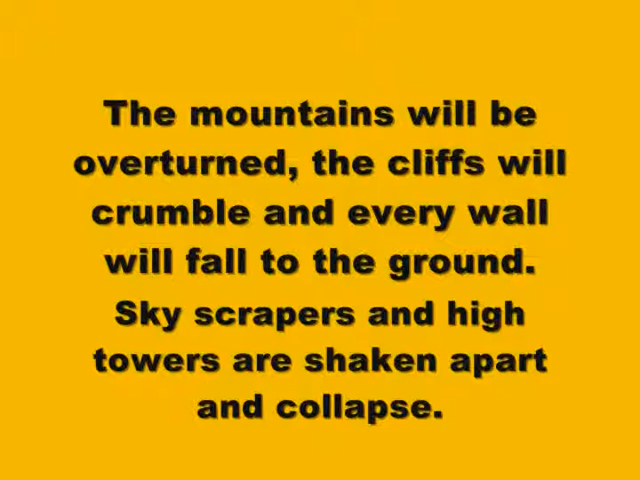 The mountains will be
overturned, the cliffs will
crumble and every wall
will fall to the ground.
Sky scrapers and high
towers are shaken apart
and collapse.